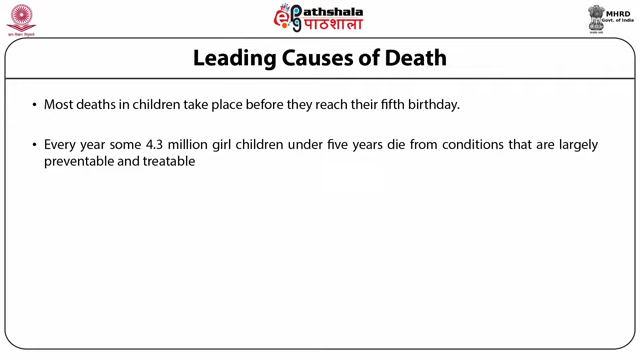 ePathshala
पाठशाला
MHRD
Govt. of India
Leading Causes of Death
• Most deaths in children take place before they reach their fifth birthday.
• Every year some 4.3 million girl children under five years die from conditions that are largely
preventable and treatable